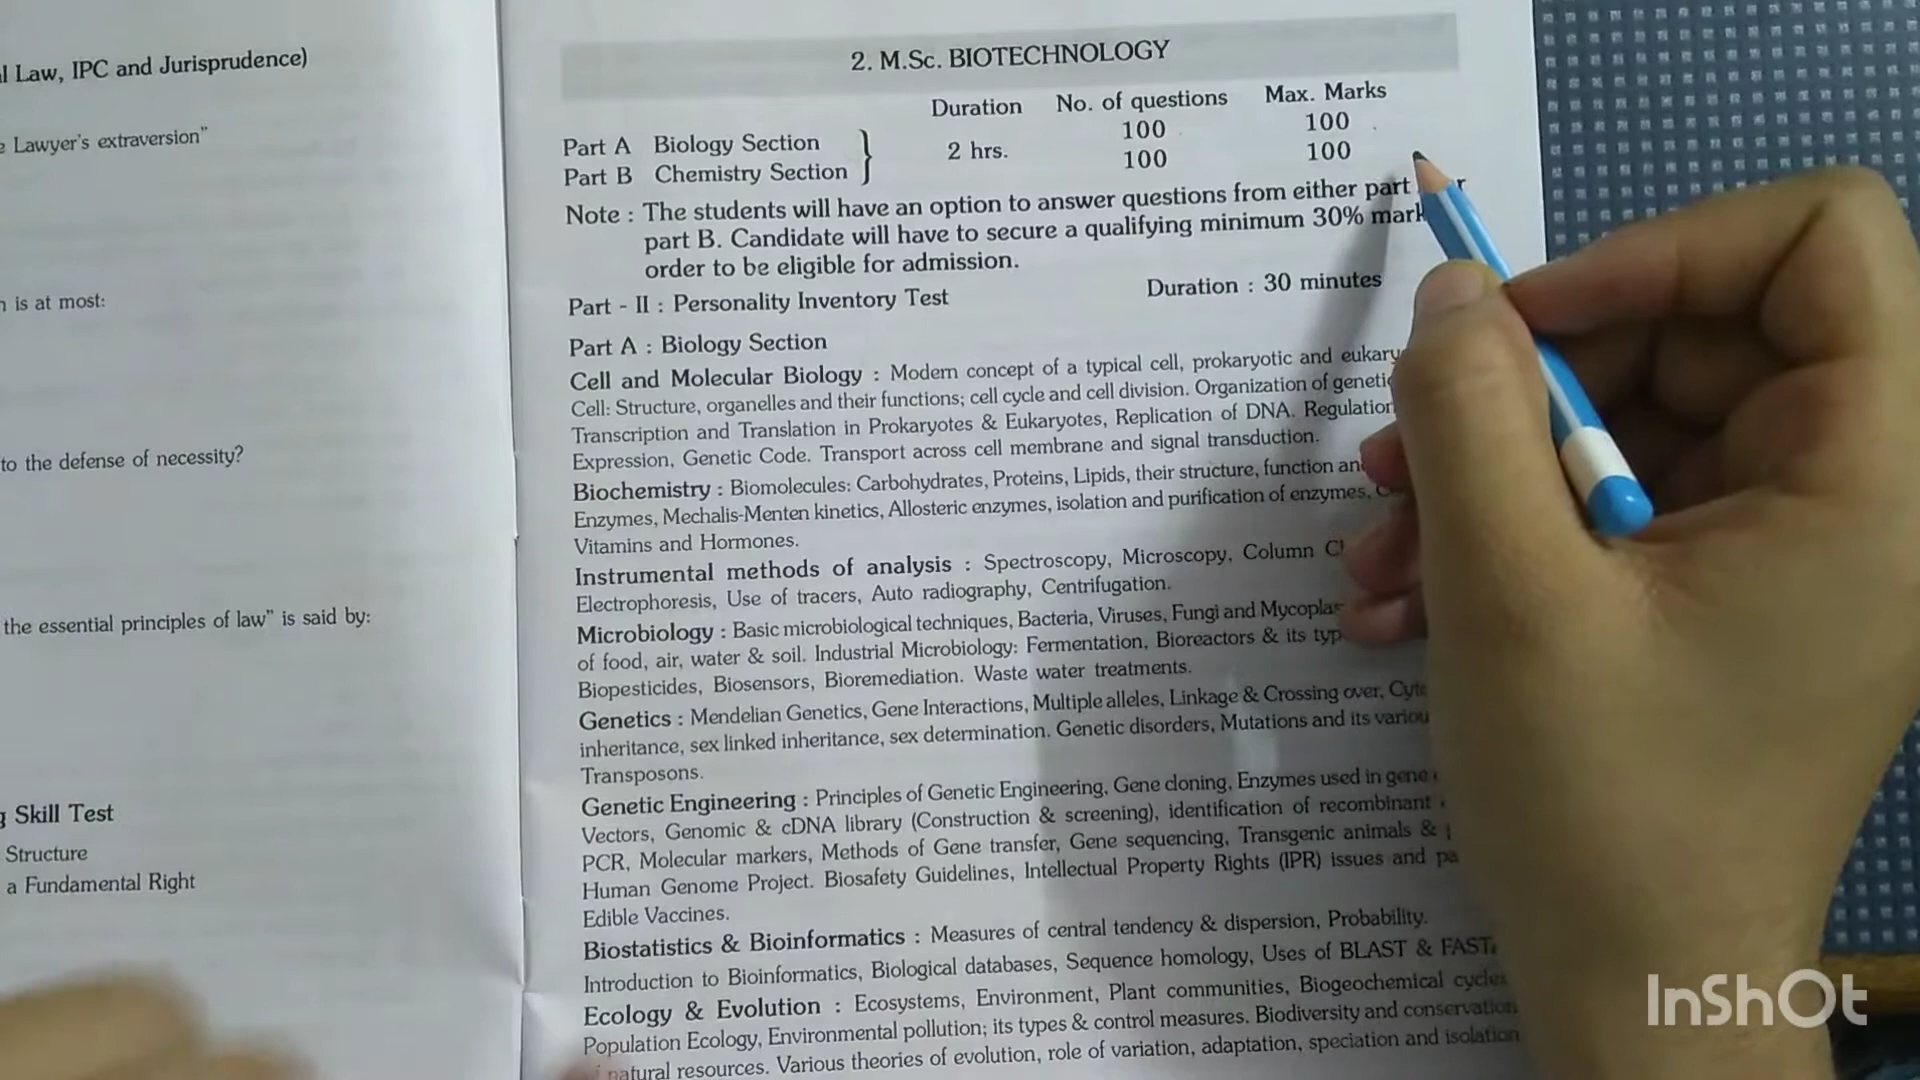 l Law, IPC and Jurisprudence)
Lawyer's extraversion"
is at most:
to the defense of necessity?
the essential principles of law" is said by:
Skill Test
Structure
a Fundamental Right
2. M.Sc. BIOTECHNOLOGY
Duration No. of questions Max. Marks
Part A Biology Section 100 100
2 hrs.
Part B Chemistry Section 100 100
Note : The students will have an option to answer questions from either part
part B. Candidate will have to secure a qualifying minimum 30% mark
order to be eligible for admission.
Part - II : Personality Inventory Test Duration : 30 minutes
Part A : Biology Section
Cell and Molecular Biology : Modern concept of a typical cell, prokaryotic and eukary
Cell: Structure, organelles and their functions; cell cycle and cell division. Organization of genetic
Transcription and Translation in Prokaryotes & Eukaryotes, Replication of DNA. Regulation
Expression, Genetic Code. Transport across cell membrane and signal transduction.
Biochemistry : Biomolecules: Carbohydrates, Proteins, Lipids, their structure, function an
Enzymes, Mechalis-Menten kinetics, Allosteric enzymes, isolation and purification of enzymes,
Vitamins and Hormones.
Instrumental methods of analysis : Spectroscopy, Microscopy, Column
Electrophoresis, Use of tracers, Auto radiography, Centrifugation.
Microbiology : Basic microbiological techniques, Bacteria, Viruses, Fungi and Mycoplas
of food, air, water & soil. Industrial Microbiology: Fermentation, Bioreactors & its typ
Biopesticides, Biosensors, Bioremediation. Waste water treatments.
Genetics : Mendelian Genetics, Gene Interactions, Multiple alleles, Linkage & Crossing over, Cyt
inheritance, sex linked inheritance, sex determination. Genetic disorders, Mutations and its variou
Transposons.
Genetic Engineering : Principles of Genetic Engineering, Gene cloning, Enzymes used in gene
Vectors, Genomic & cDNA library (Construction & screening), identification of recombinant
PCR, Molecular markers, Methods of Gene transfer, Gene sequencing, Transgenic animals &
Human Genome Project. Biosafety Guidelines, Intellectual Property Rights (IPR) issues and pa
Edible Vaccines.
Biostatistics & Bioinformatics : Measures of central tendency & dispersion, Probability.
Introduction to Bioinformatics, Biological databases, Sequence homology, Uses of BLAST & FAST
Ecology & Evolution : Ecosystems, Environment, Plant communities, Biogeochemical cycles
Population Ecology, Environmental pollution; its types & control measures. Biodiversity and conservation
natural resources. Various theories of evolution, role of variation, adaptation, speciation and isolation
InShOt